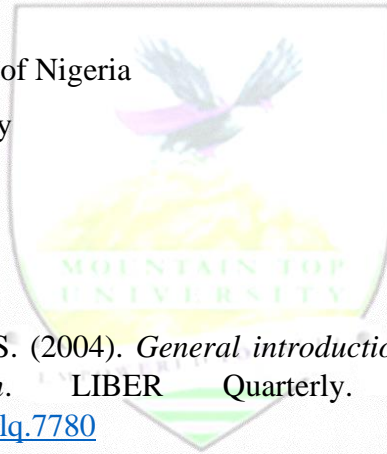 of Nigeria
y
MOUNTAIN TOP
UNIVERSITY
S. (2004). General introductio
n. LIBER Quarterly.
lq.7780